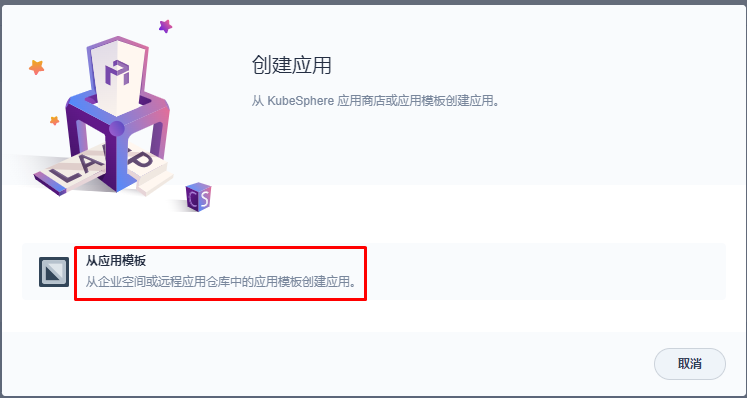 创建应用
从 KubeSphere 应用商店或应用模板创建应用。
LAMP
CS
从应用模板
从企业空间或远程应用仓库中的应用模板创建应用。
取消